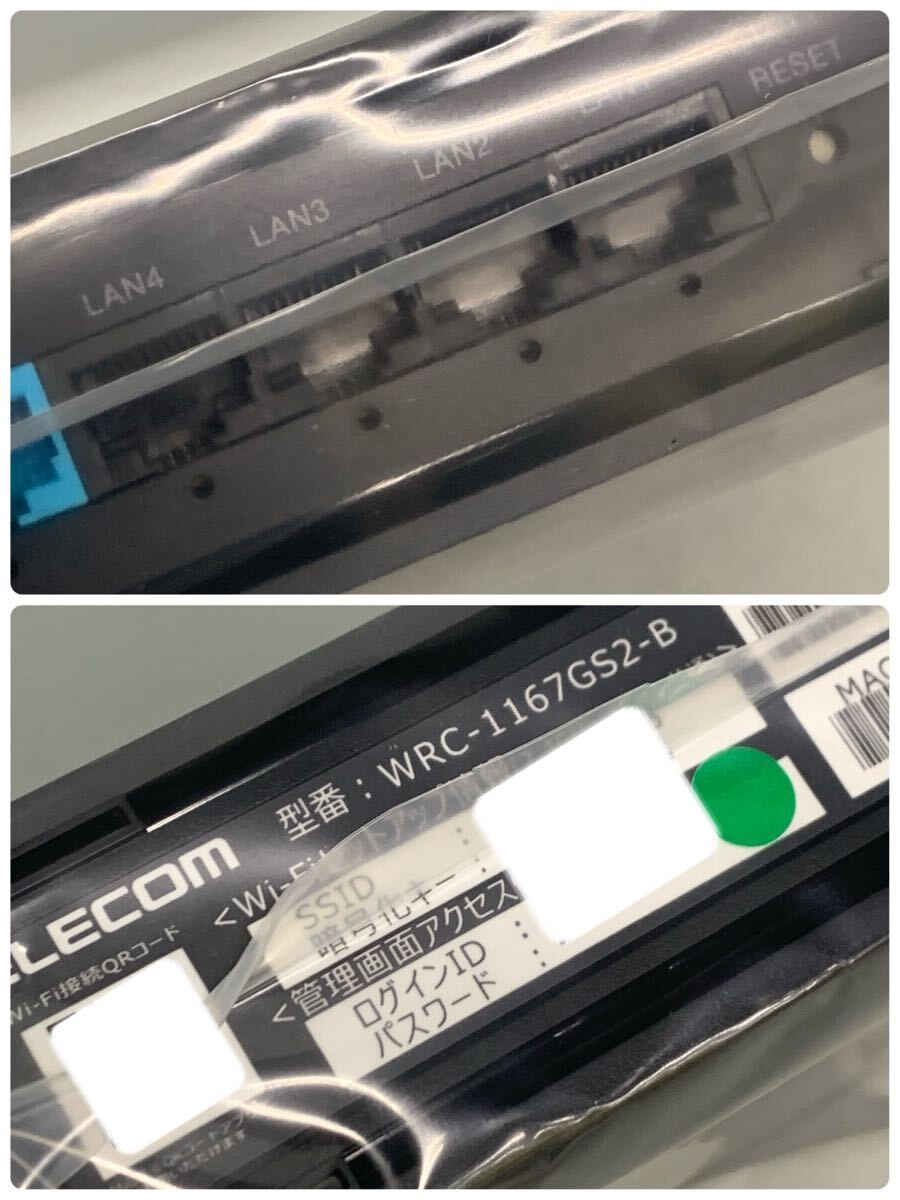 RESET
LAN2
LAN3
LAN4
型番：WRC-1167GS2-B
ELECOM
SSID
暗号化キー：
<管理画面アクセス
ログインID：
パスワード：
Wi-Fi接続QRコード
MAC